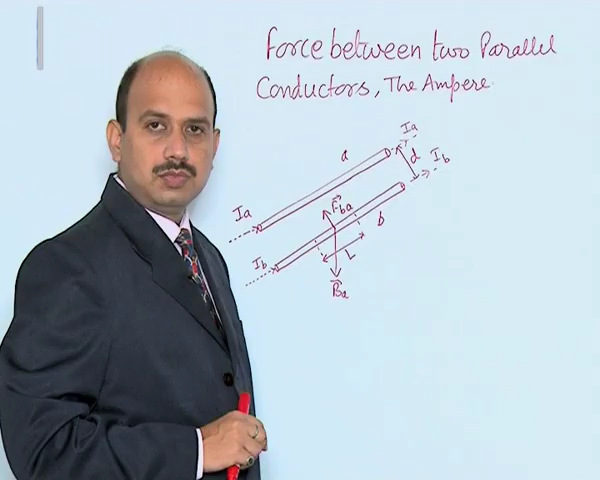 Force between two Parallel
Conductors, The Ampere.
Ia
a
d
Ib
Ia
Fba
b
Ib
L
Ba